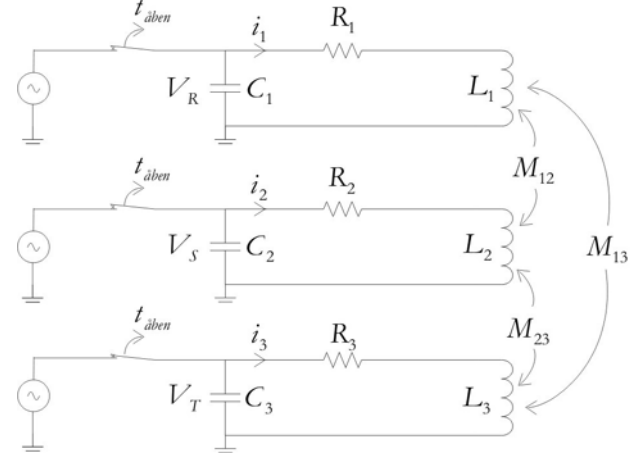 t_åben
i_1
R_1
V_R C_1
L_1
M_12
t_åben
i_2
R_2
V_S C_2
L_2
M_13
M_23
t_åben
i_3
R_3
V_T C_3
L_3